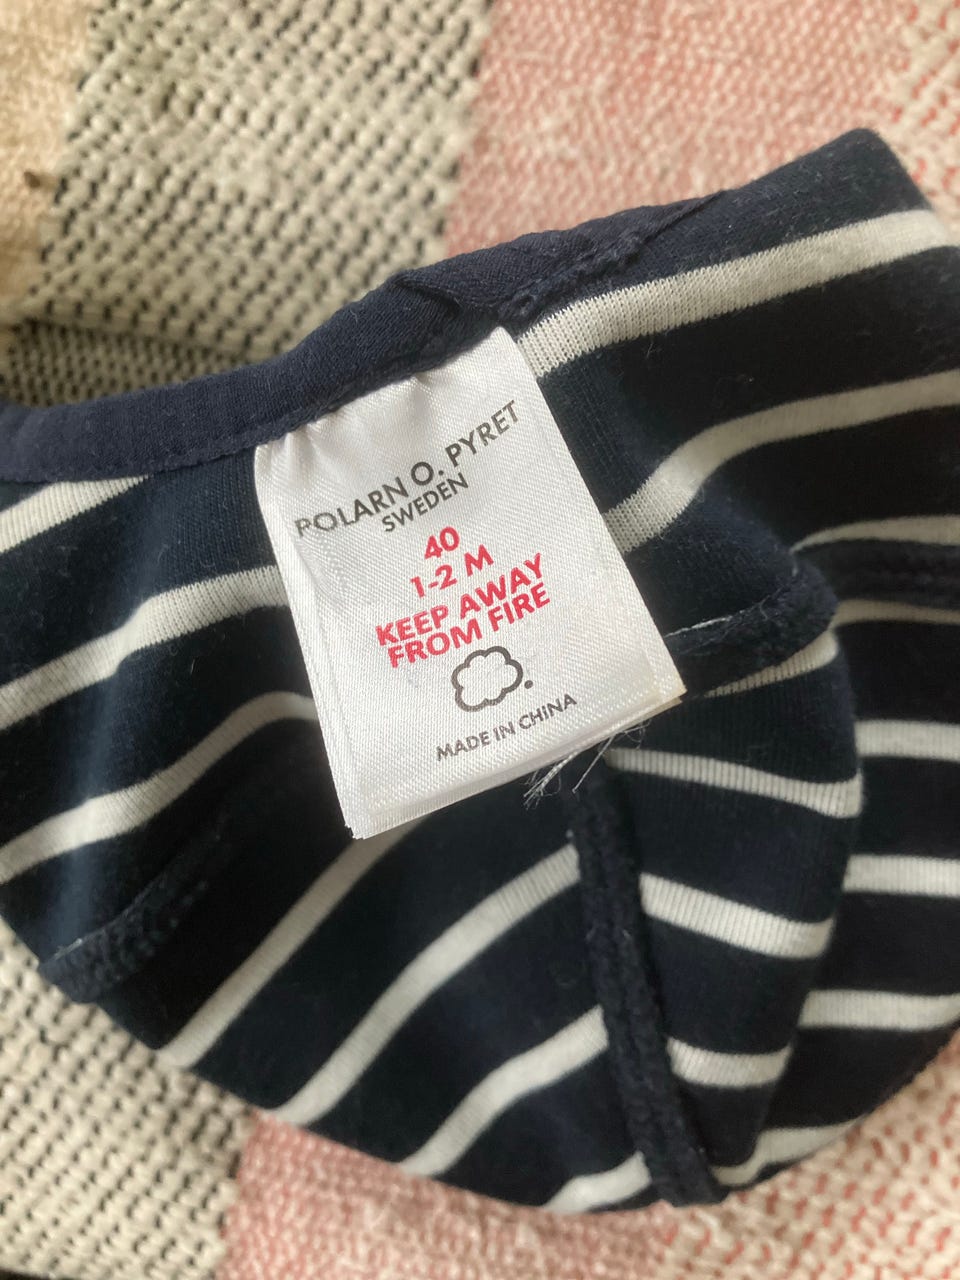 POLARN O. PYRET
SWEDEN
40
1-2 M
KEEP AWAY
FROM FIRE
MADE IN CHINA